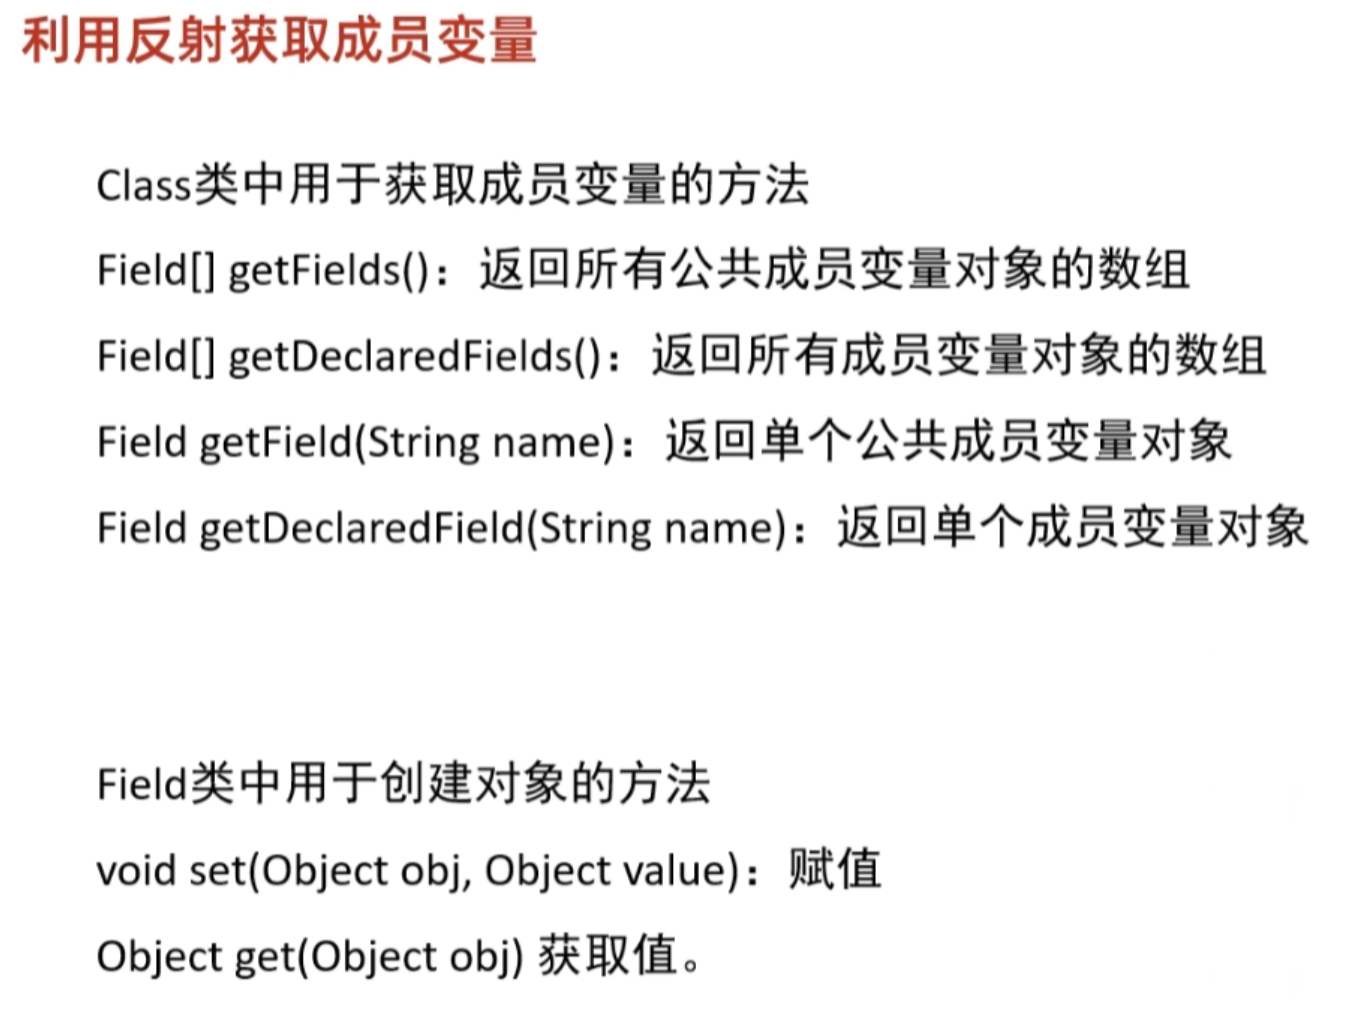 利用反射获取成员变量
Class类中用于获取成员变量的方法
Field[] getFields()：返回所有公共成员变量对象的数组
Field[] getDeclaredFields()：返回所有成员变量对象的数组
Field getField(String name)：返回单个公共成员变量对象
Field getDeclaredField(String name)：返回单个成员变量对象
Field类中用于创建对象的方法
void set(Object obj, Object value)：赋值
Object get(Object obj) 获取值。